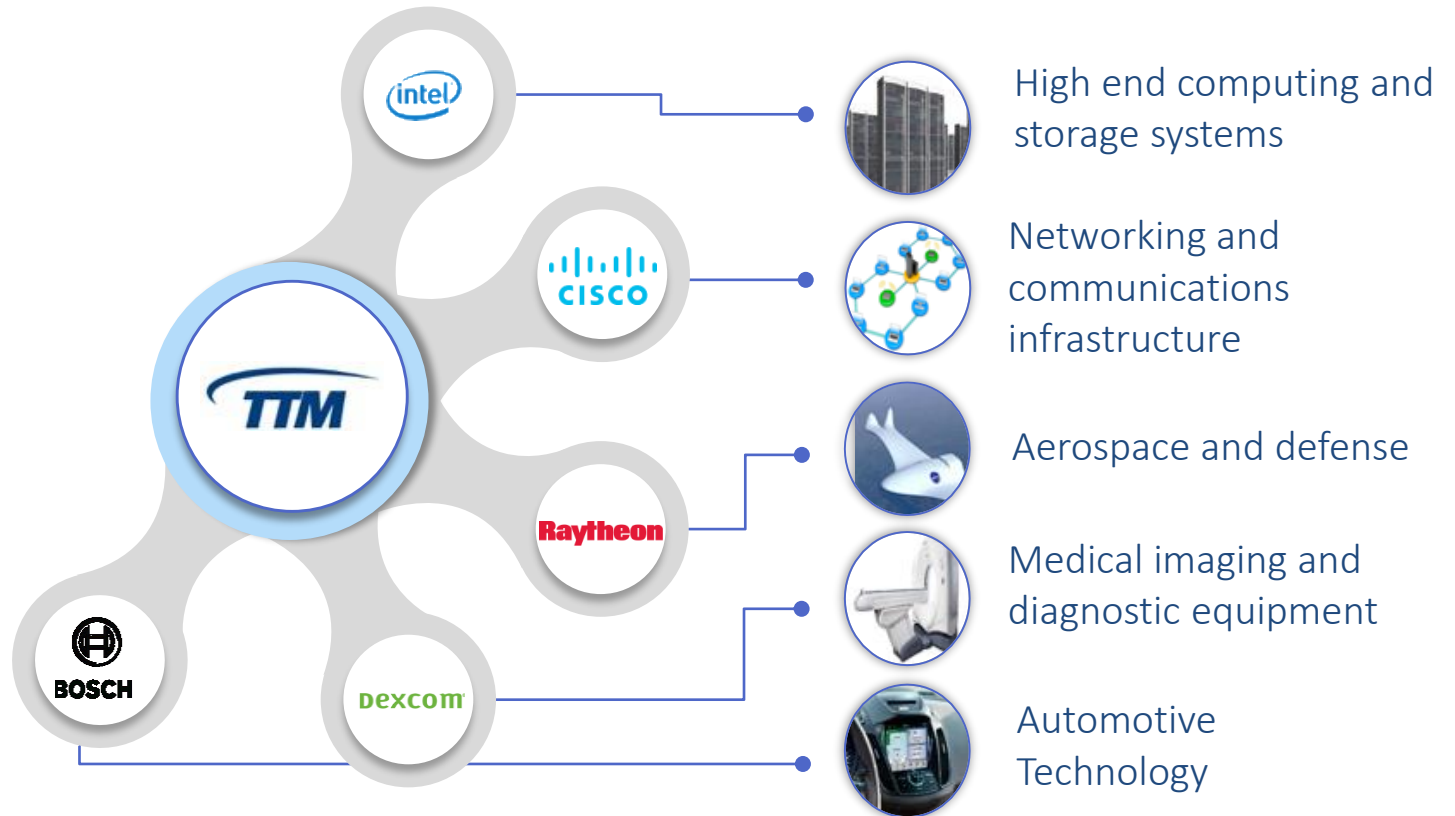 intel
High end computing and
storage systems
CISCO
Networking and
communications
infrastructure
TTM
Raytheon
Aerospace and defense
Medical imaging and
diagnostic equipment
BOSCH
Dexcom
Automotive
Technology